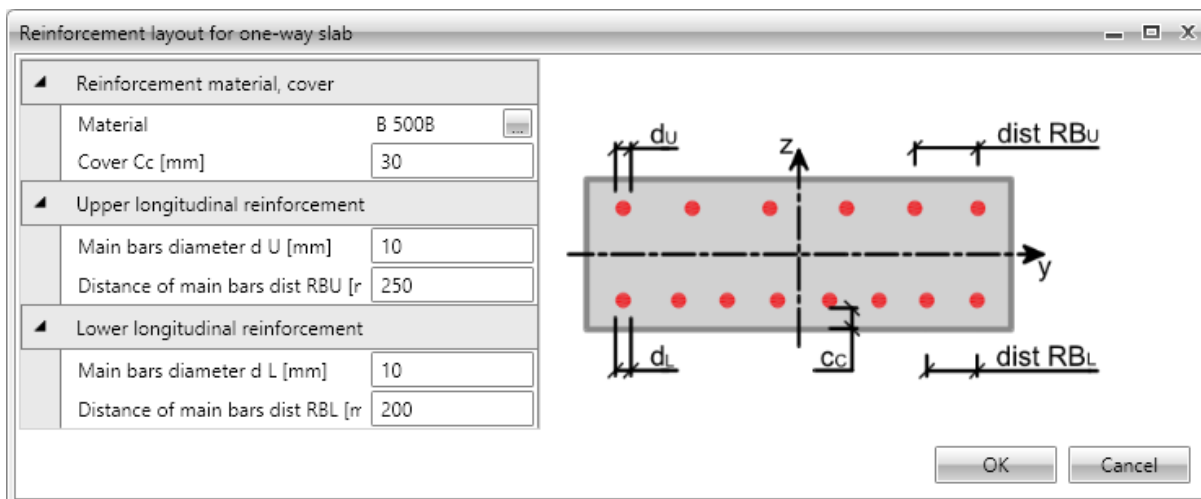 Reinforcement layout for one-way slab
Reinforcement material, cover
Material B 500B ...
Cover Cc [mm] 30
Upper longitudinal reinforcement
Main bars diameter d U [mm] 10
Distance of main bars dist RBU [r 250
Lower longitudinal reinforcement
Main bars diameter d L [mm] 10
Distance of main bars dist RBL [m 200
dU
z
dist RBU
y
dL
cC
dist RBL
OK
Cancel